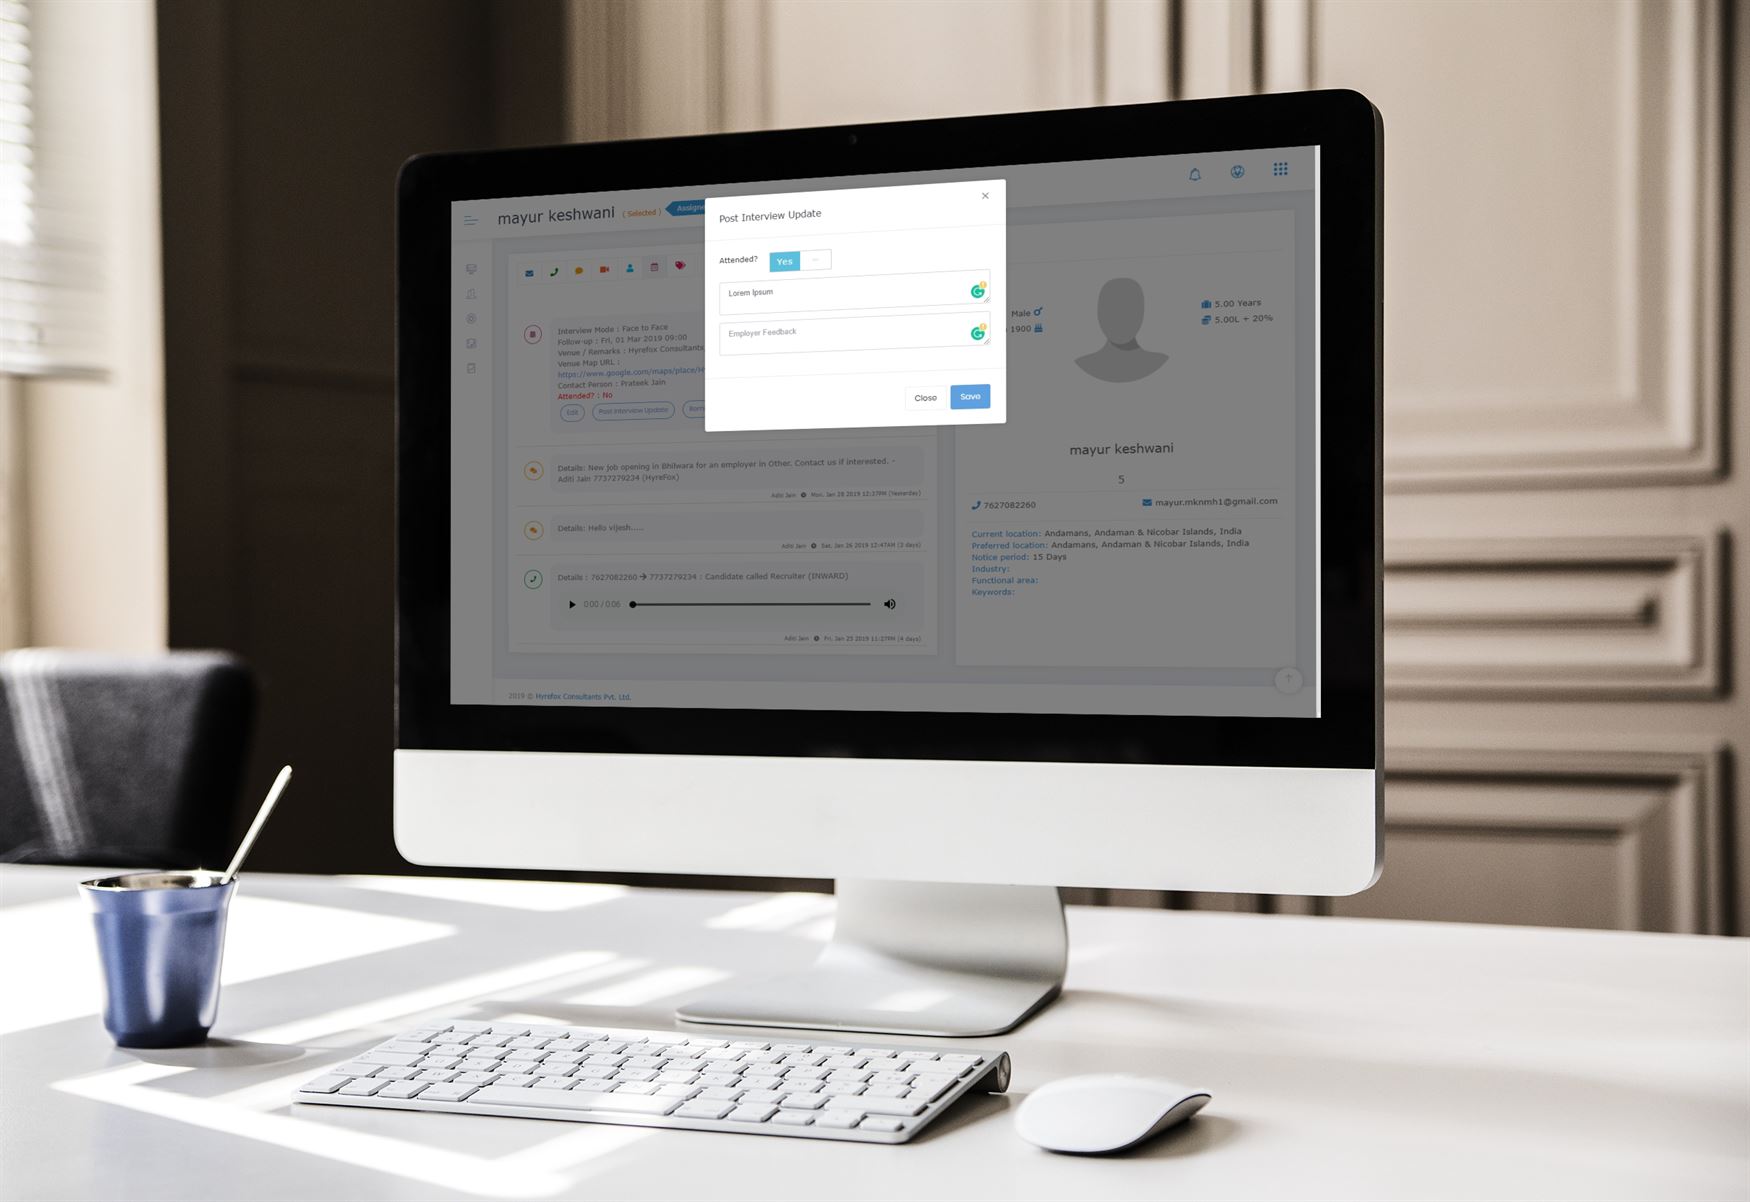 mayur keshwani ( Selected )
Post Interview Update
Attended? Yes
Lorem Ipsum
Employer Feedback
Close Save
Interview Mode : Face to Face
Follow-up : Fri, 01 Mar 2019 09:00
Venue / Remarks : Hyrefox Consultants,
Venue Map URL :
https://www.google.com/maps/place/
Contact Person : Prateek Jain
Attended? : No
Edit Post Interview Update
Details: New job opening in Bhilwara for an employer in Other. Contact us if interested. -
Aditi Jain 7737279234 (HyreFox)
Aditi Jain Mon, Jan 28 2019 12:37PM (Yesterday)
Details: Hello vijesh.....
Aditi Jain Sat, Jan 26 2019 12:47AM (3 days)
Details : 7627082260 → 7737279234 : Candidate called Recruiter (INWARD)
0:00 / 0:06
Aditi Jain Fri, Jan 25 2019 11:27PM (4 days)
2019 © Hyrefox Consultants Pvt. Ltd.
Male
1900
5.00 Years
5.00L + 20%
mayur keshwani
5
7627082260 mayur.mknmh1@gmail.com
Current location: Andamans, Andaman & Nicobar Islands, India
Preferred location: Andamans, Andaman & Nicobar Islands, India
Notice period: 15 Days
Industry:
Functional area:
Keywords: